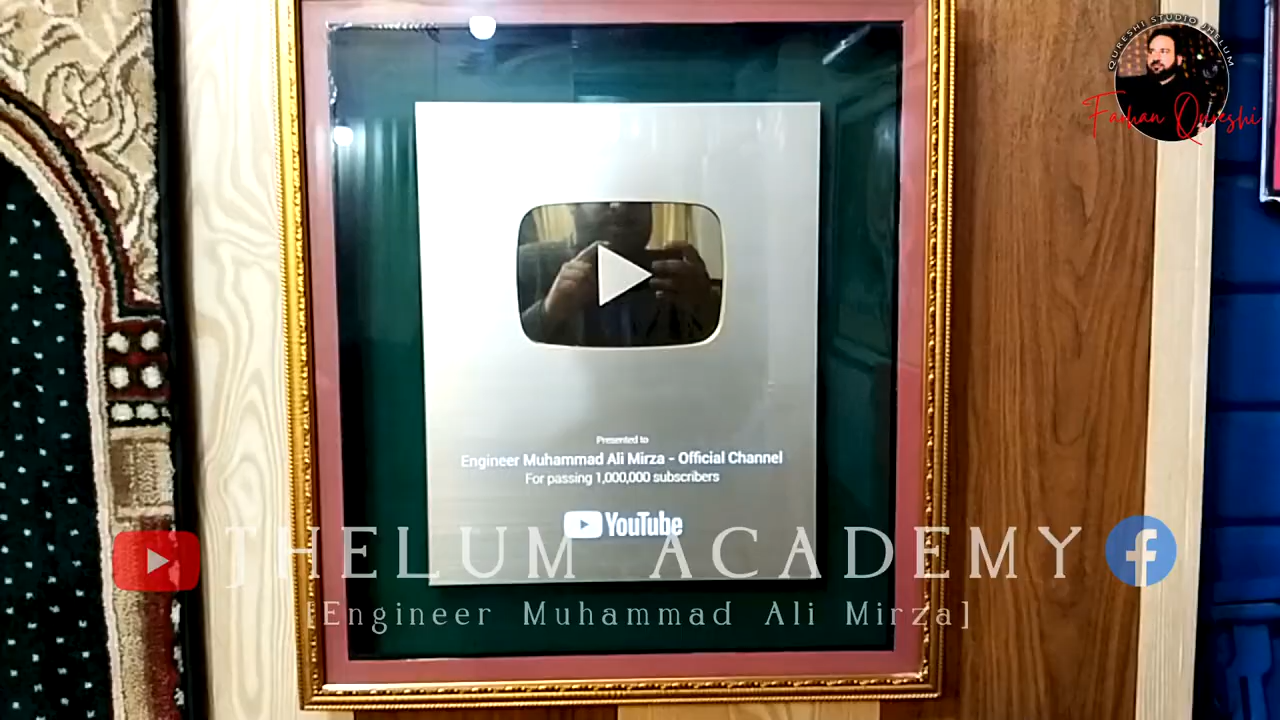 QURESHI STUDIO JHELUM
Farhan Qureshi
Presented to
Engineer Muhammad Ali Mirza - Official Channel
For passing 1,000,000 subscribers
YouTube
JHELUM ACADEMY
[Engineer Muhammad Ali Mirza]